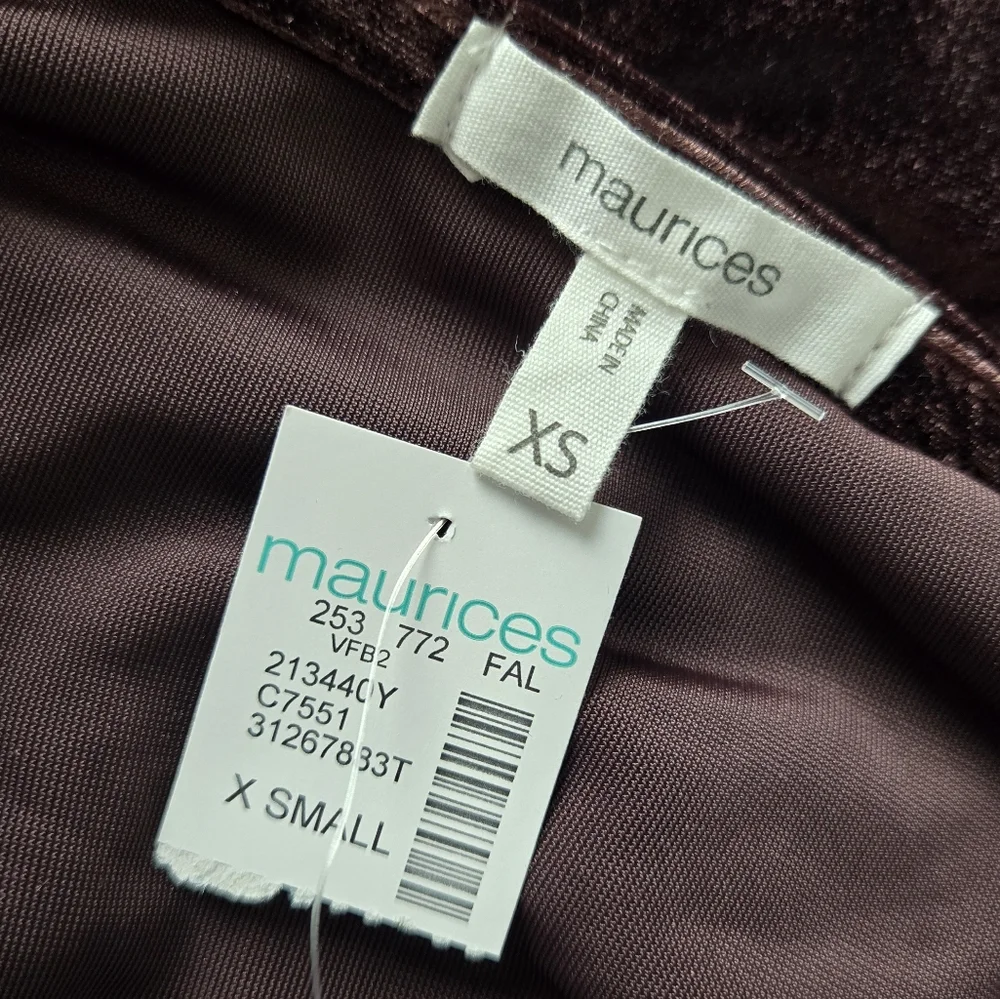 maurices
MADE IN
CHINA
XS
maurices
253 772 FAL
VFB2
213440Y
C7551
31267833T
X SMALL